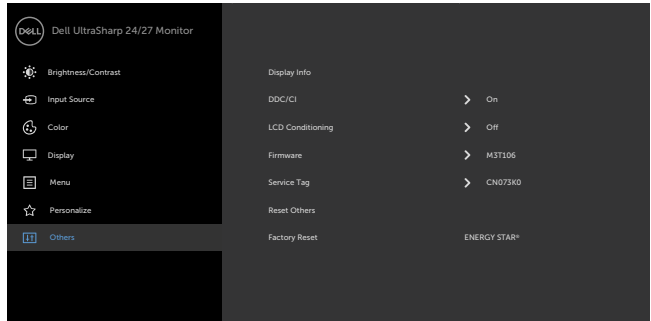 DELL Dell UltraSharp 24/27 Monitor
Brightness/Contrast Display Info
Input Source DDC/CI On
Color LCD Conditioning Off
Display Firmware M3T106
Menu Service Tag CN073K0
Personalize Reset Others
Others Factory Reset ENERGY STAR®